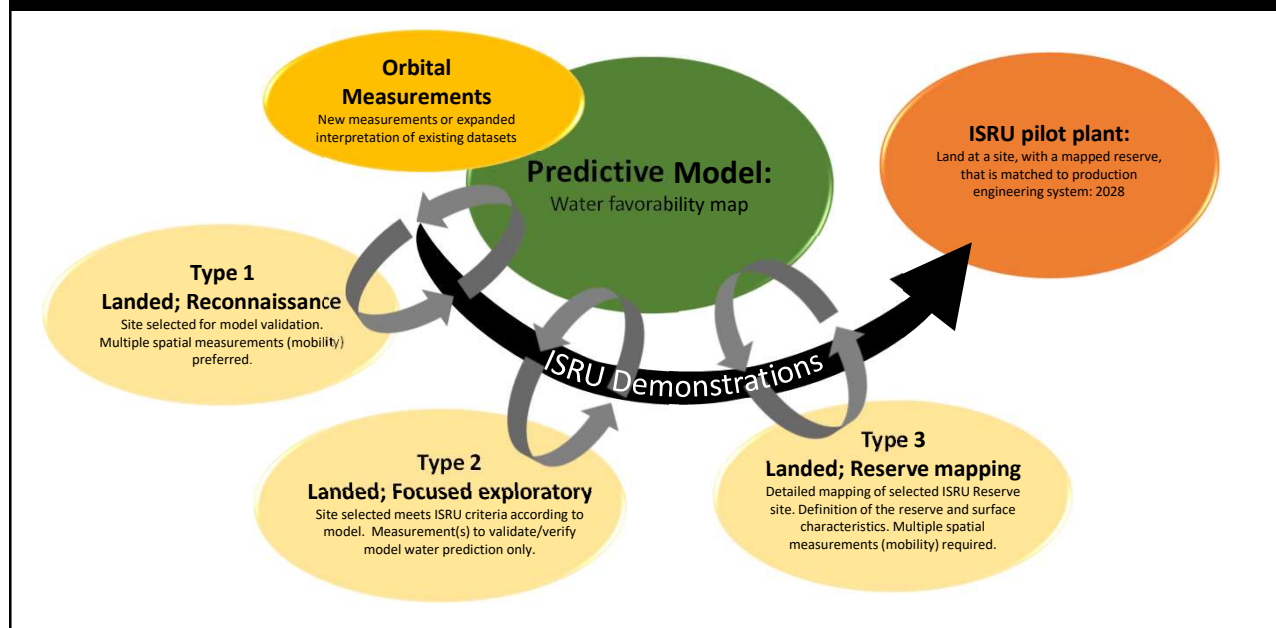 Orbital
Measurements
New measurements or expanded
interpretation of existing datasets
Predictive Model:
Water favorability map
ISRU pilot plant:
Land at a site, with a mapped reserve,
that is matched to production
engineering system: 2028
Type 1
Landed; Reconnaissance
Site selected for model validation.
Multiple spatial measurements (mobility)
preferred.
ISRU Demonstrations
Type 2
Landed; Focused exploratory
Site selected meets ISRU criteria according to
model. Measurement(s) to validate/verify
model water prediction only.
Type 3
Landed; Reserve mapping
Detailed mapping of selected ISRU Reserve
site. Definition of the reserve and surface
characteristics. Multiple spatial
measurements (mobility) required.